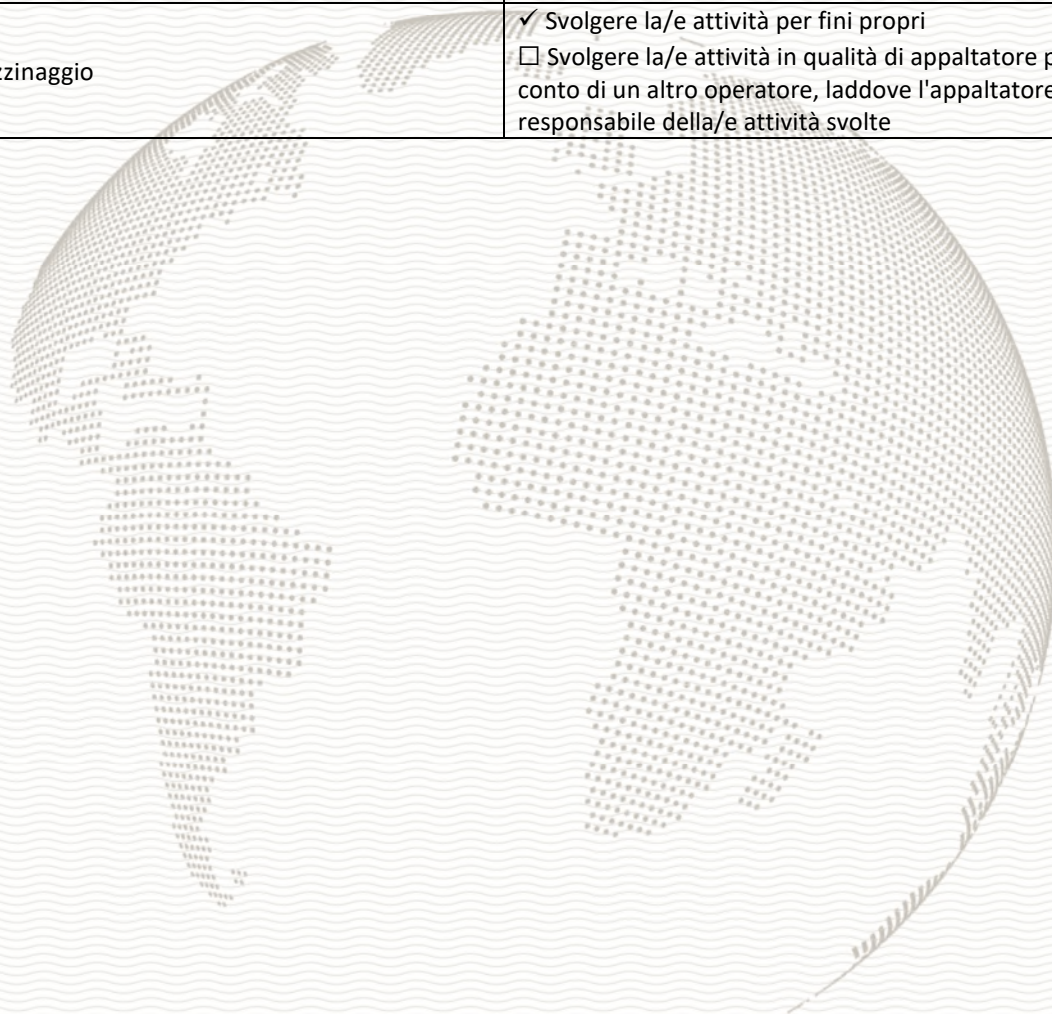 ✓ Svolgere la/e attività per fini propri
zzinaggio
☐ Svolgere la/e attività in qualità di appaltatore p
conto di un altro operatore, laddove l'appaltatore
responsabile della/e attività svolte